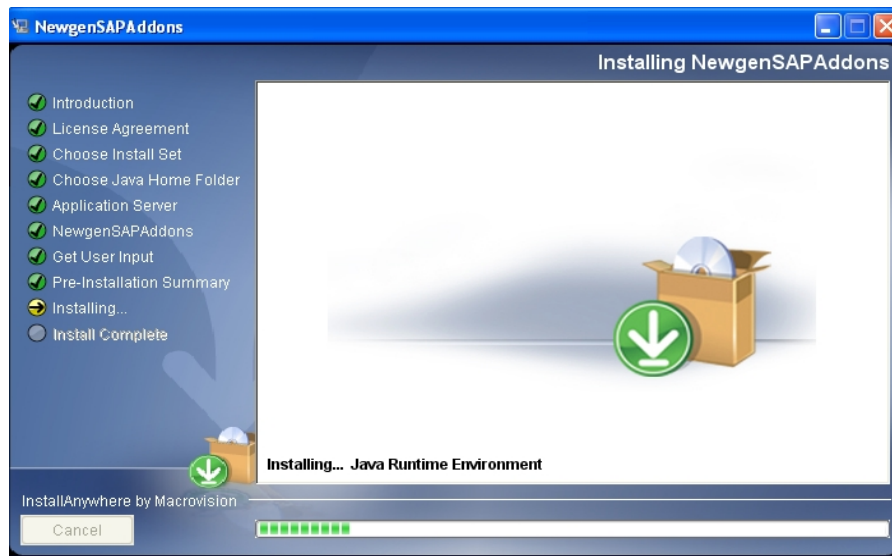 NewgenSAPAddons
Installing NewgenSAPAddons
Introduction
License Agreement
Choose Install Set
Choose Java Home Folder
Application Server
NewgenSAPAddons
Get User Input
Pre-Installation Summary
Installing...
Install Complete
Installing... Java Runtime Environment
InstallAnywhere by Macrovision
Cancel